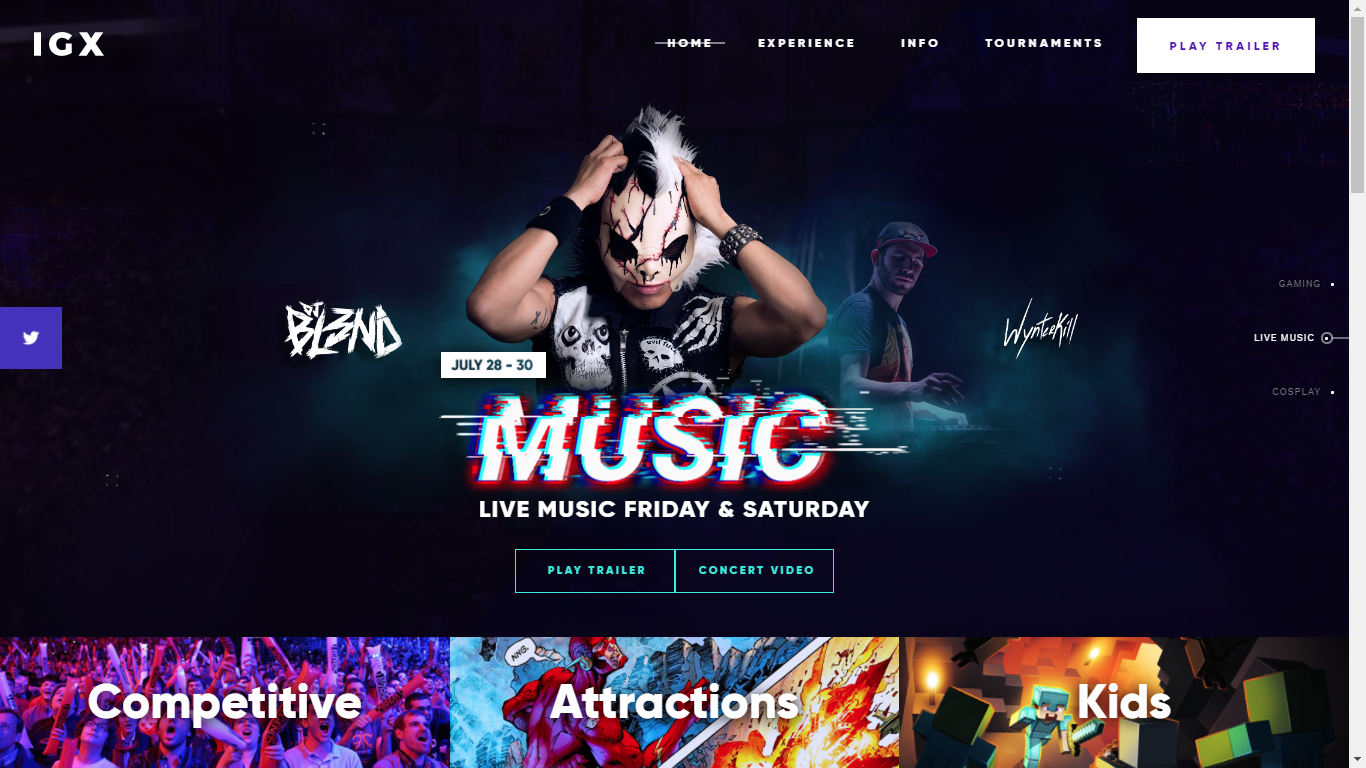 IGX
HOME
EXPERIENCE
INFO
TOURNAMENTS
PLAY TRAILER
DJ
BL3ND
WynterKill
GAMING
LIVE MUSIC
COSPLAY
JULY 28 - 30
MUSIC
LIVE MUSIC FRIDAY & SATURDAY
PLAY TRAILER
CONCERT VIDEO
NNG.
Competitive
Attractions
Kids